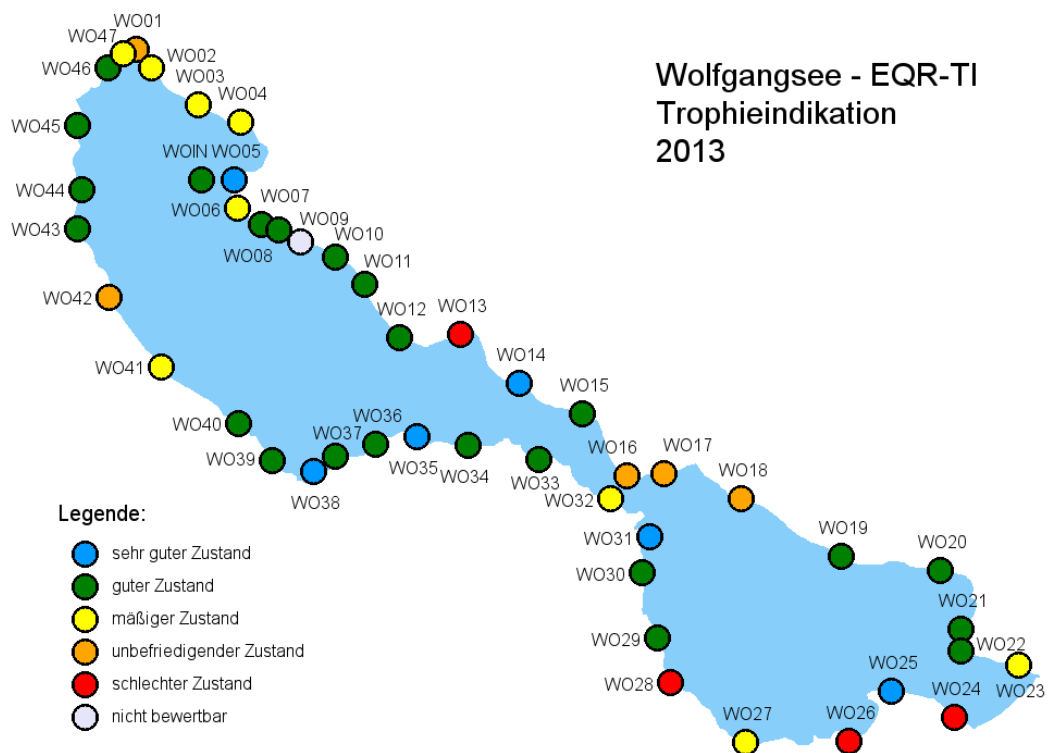 Wolfgangsee - EQR-TI
Trophieindikation
2013
WO01
WO47
WO02
WO46
WO03
WO04
WO45
WOIN
WO05
WO44
WO07
WO06
WO09
WO43
WO08
WO10
WO11
WO42
WO12
WO13
WO41
WO14
WO15
WO40
WO36
WO37
WO39
WO35
WO34
WO38
WO33
WO16
WO17
WO32
WO18
WO31
WO19
WO20
WO30
WO21
WO29
WO22
WO28
WO25
WO23
WO24
WO27
WO26
Legende:
sehr guter Zustand
guter Zustand
mäßiger Zustand
unbefriedigender Zustand
schlechter Zustand
nicht bewertbar